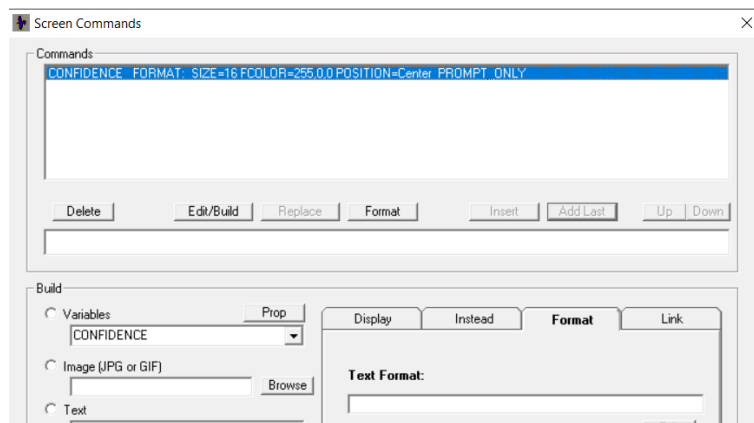 Screen Commands
Commands
CONFIDENCE FORMAT: SIZE=16 FCOLOR=255,0,0 POSITION=Center PROMPT ONLY
Delete Edit/Build Replace Format Insert Add Last Up Down
Build
Variables Prop
CONFIDENCE
Image (JPG or GIF)
Browse
Text
Display Instead Format Link
Text Format: